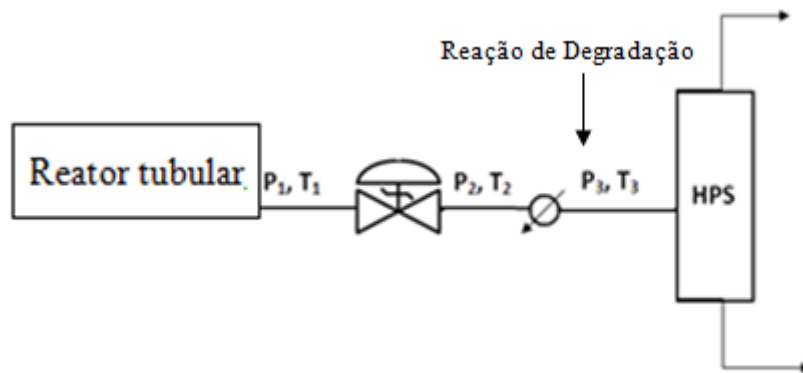 Reação de Degradação
Reator tubular
P₁, T₁
P₂, T₂
P₃, T₃
HPS